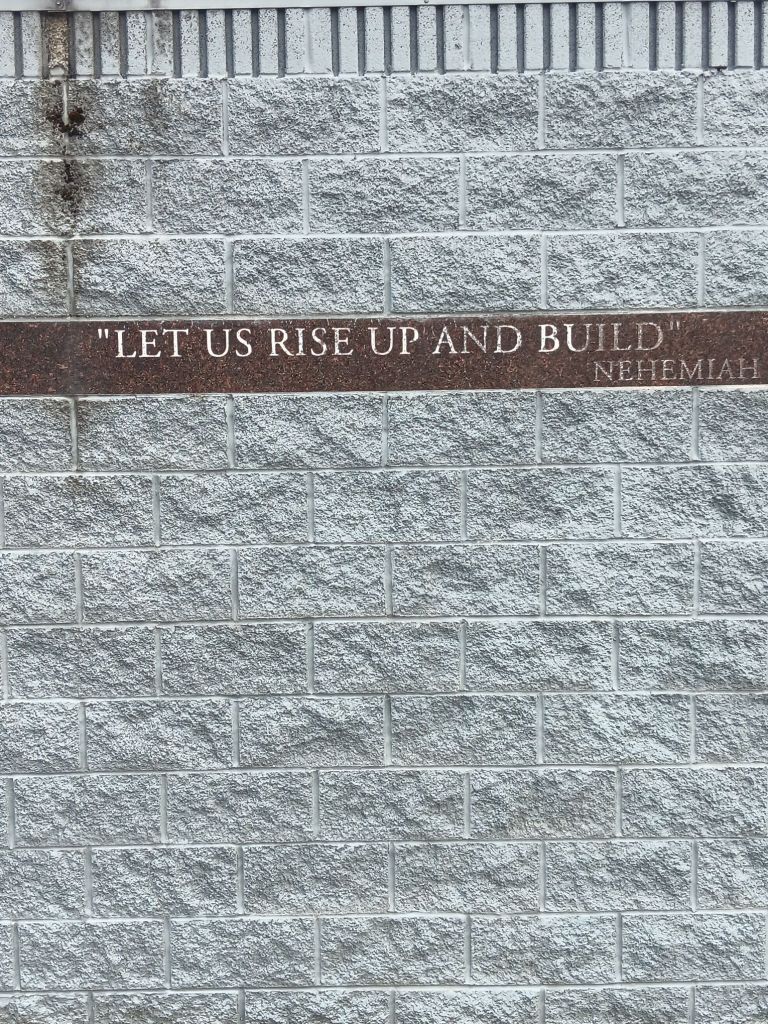 "LET US RISE UP AND BUILD"
NEHEMIAH